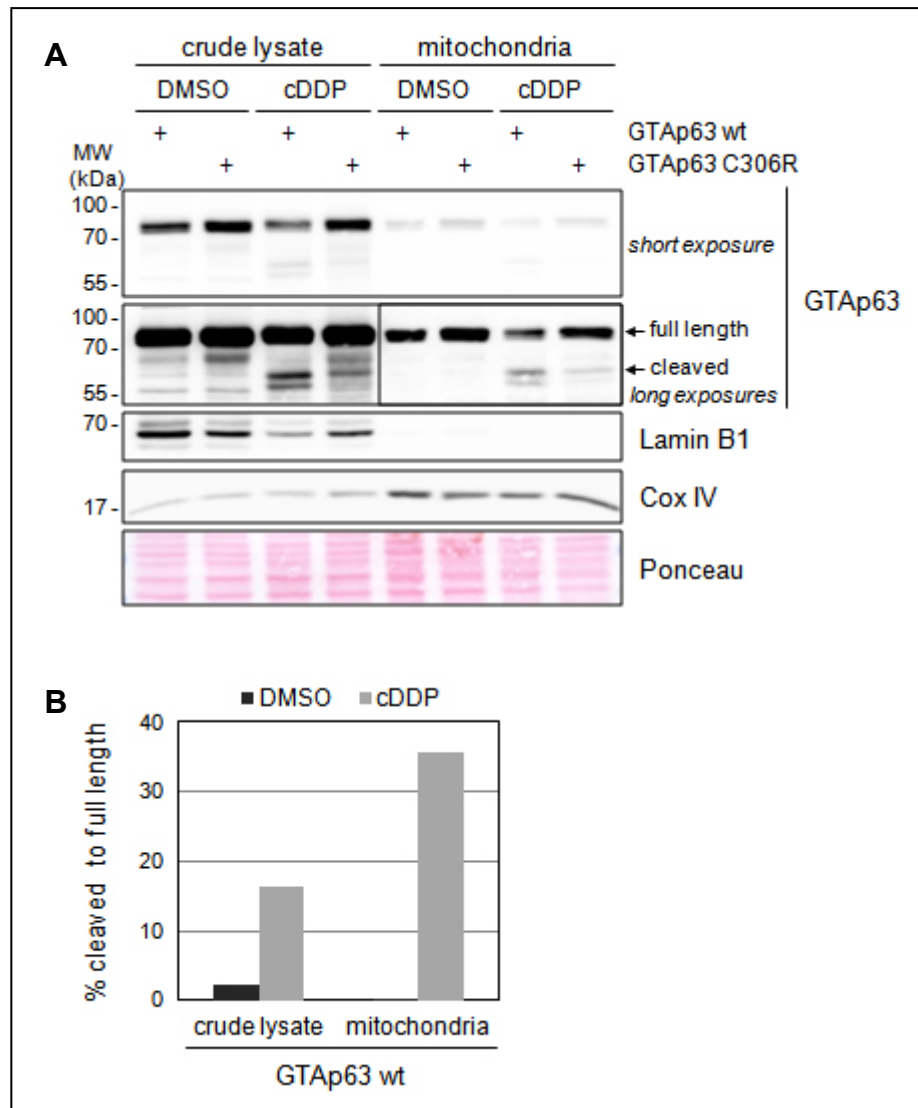 A
crude lysate mitochondria
DMSO cDDP DMSO cDDP
+ + + + GTAp63 wt
MW
(kDa)
+ + + + GTAp63 C306R
100 -
70 -
short exposure
55 -
GTAp63
100 -
full length
70 -
cleaved
55 -
long exposures
70 -
Lamin B1
Cox IV
17 -
Ponceau
B
DMSO cDDP
% cleaved to full length
40
30
20
10
0
crude lysate mitochondria
GTAp63 wt